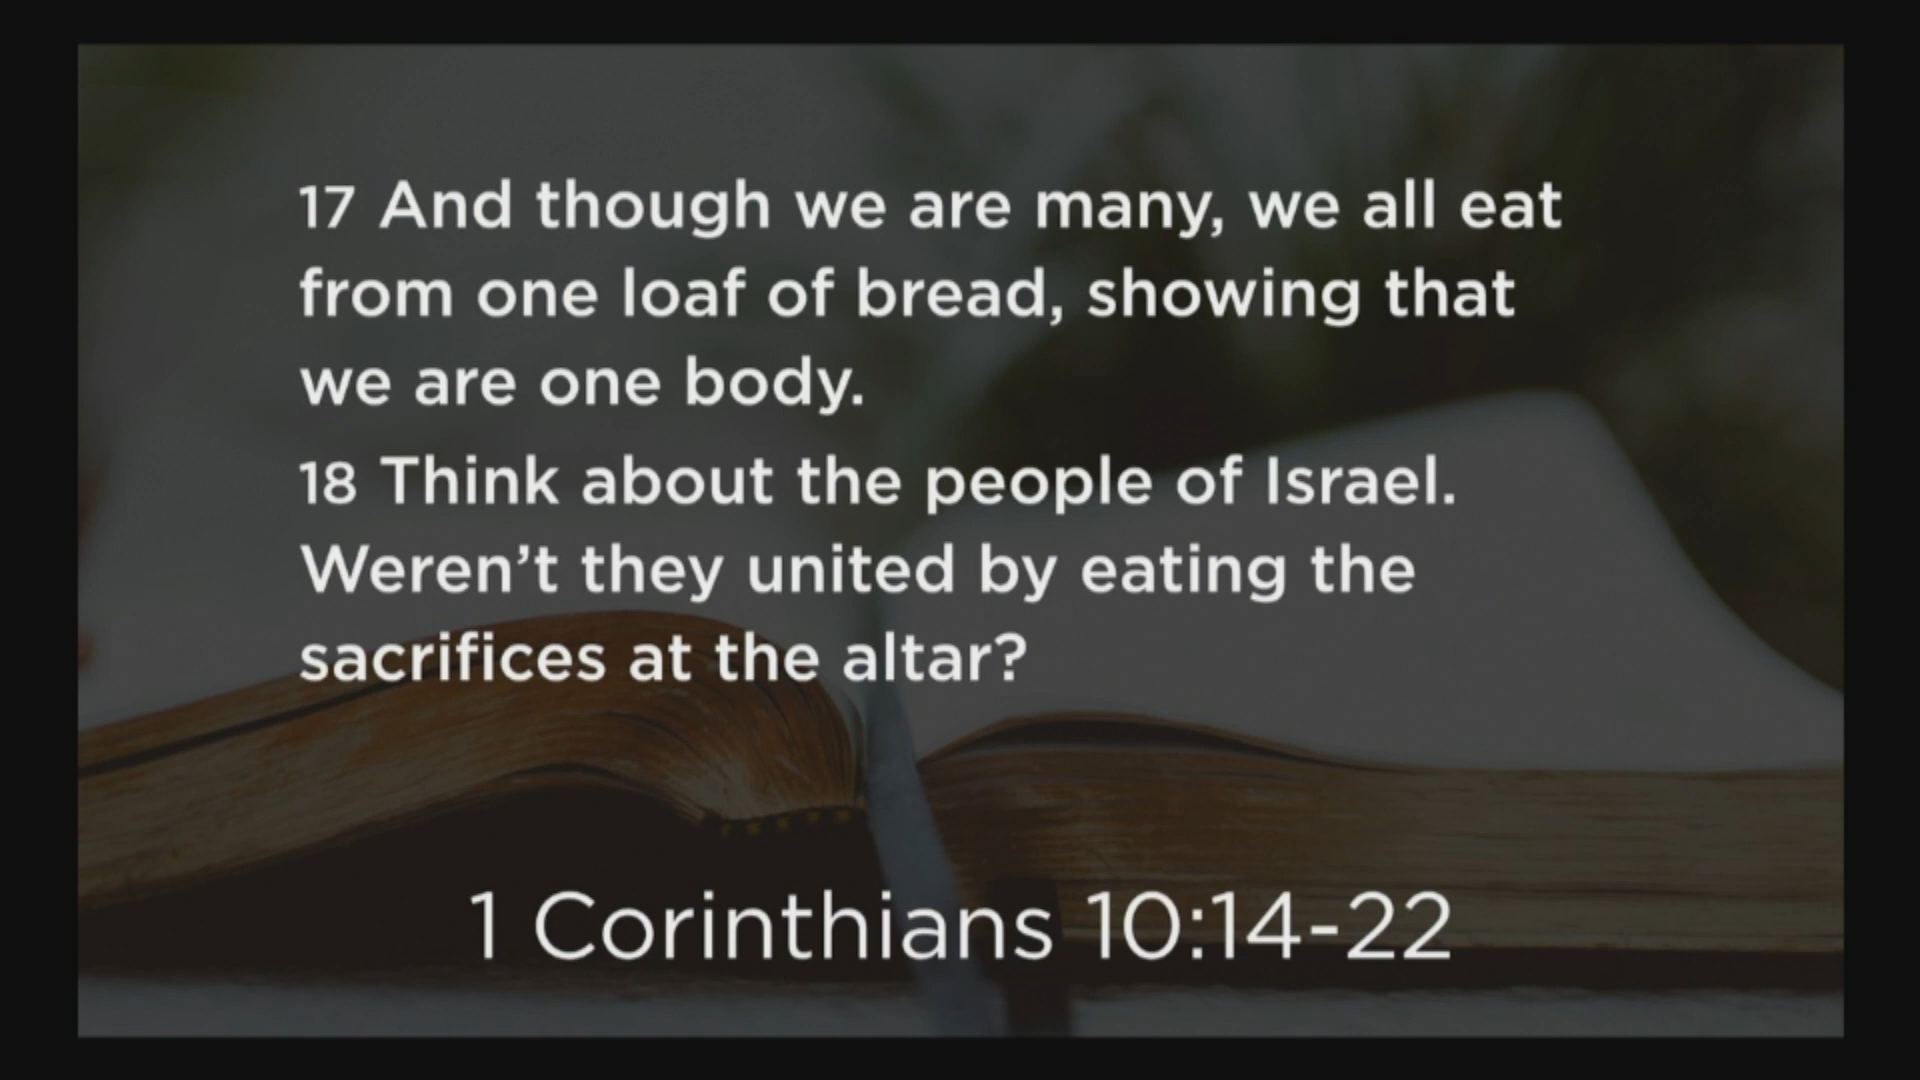 17 And though we are many, we all eat
from one loaf of bread, showing that
we are one body.
18 Think about the people of Israel.
Weren’t they united by eating the
sacrifices at the altar?
1 Corinthians 10:14-22